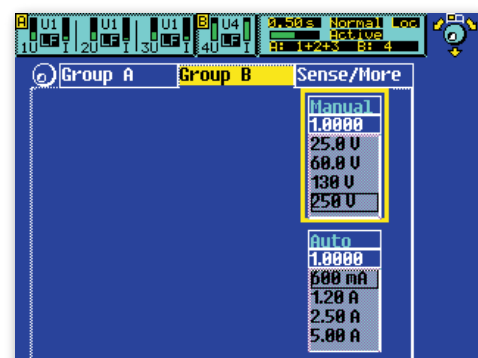 A U1 U1 U1 B U4 0.50s Normal Loc
LF LF LF LF Active
1U I 2U I 3U I 4U I A: 1+2+3 B: 4
Group A Group B Sense/More
Manual
1.0000
25.0 V
60.0 V
130 V
250 V
Auto
1.0000
600 mA
1.20 A
2.50 A
5.00 A